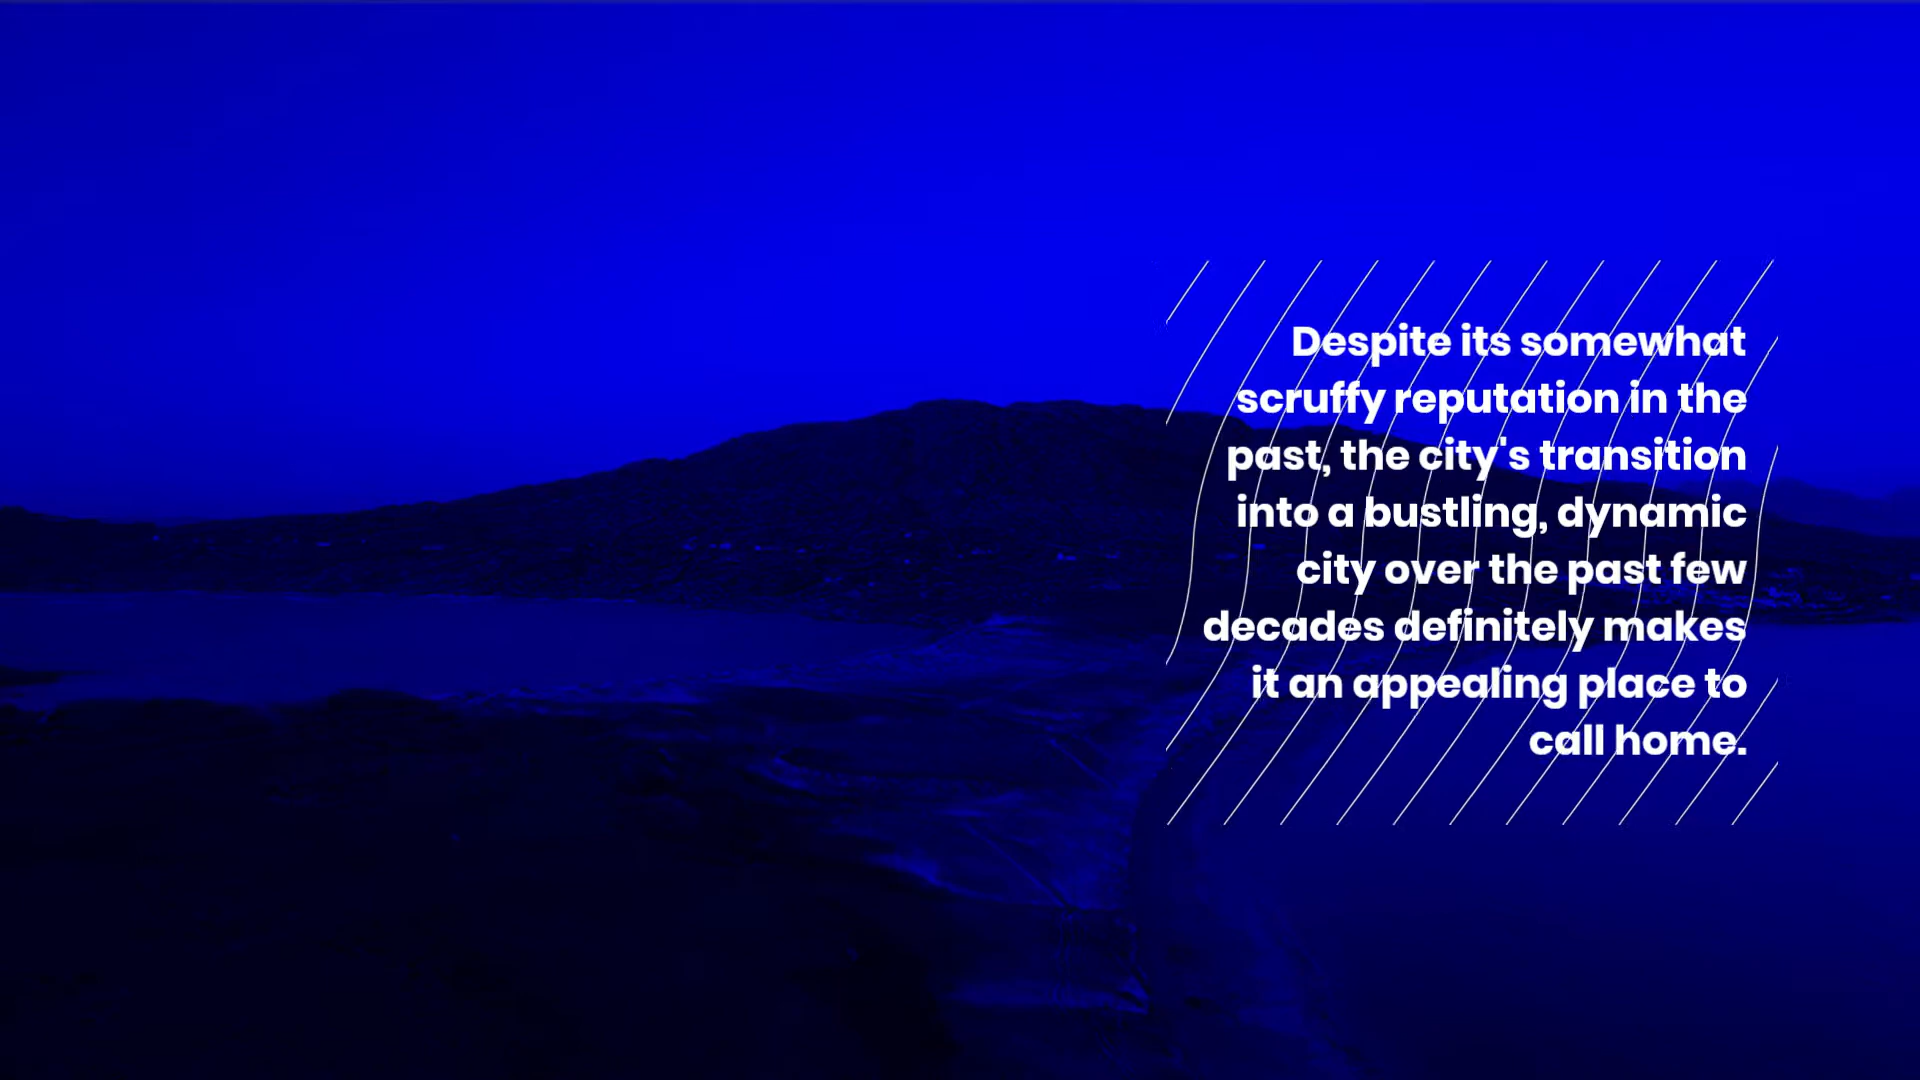 Despite its somewhat
scruffy reputation in the
past, the city's transition
into a bustling, dynamic
city over the past few
decades definitely makes
it an appealing place to
call home.